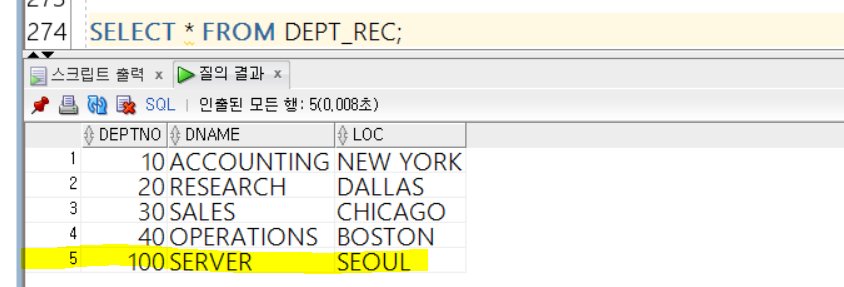 273
274 SELECT * FROM DEPT_REC;
스크립트 출력 x 질의 결과 x
SQL | 인출된 모든 행: 5(0,008초)
DEPTNO DNAME LOC
1 10 ACCOUNTING NEW YORK
2 20 RESEARCH DALLAS
3 30 SALES CHICAGO
4 40 OPERATIONS BOSTON
5 100 SERVER SEOUL